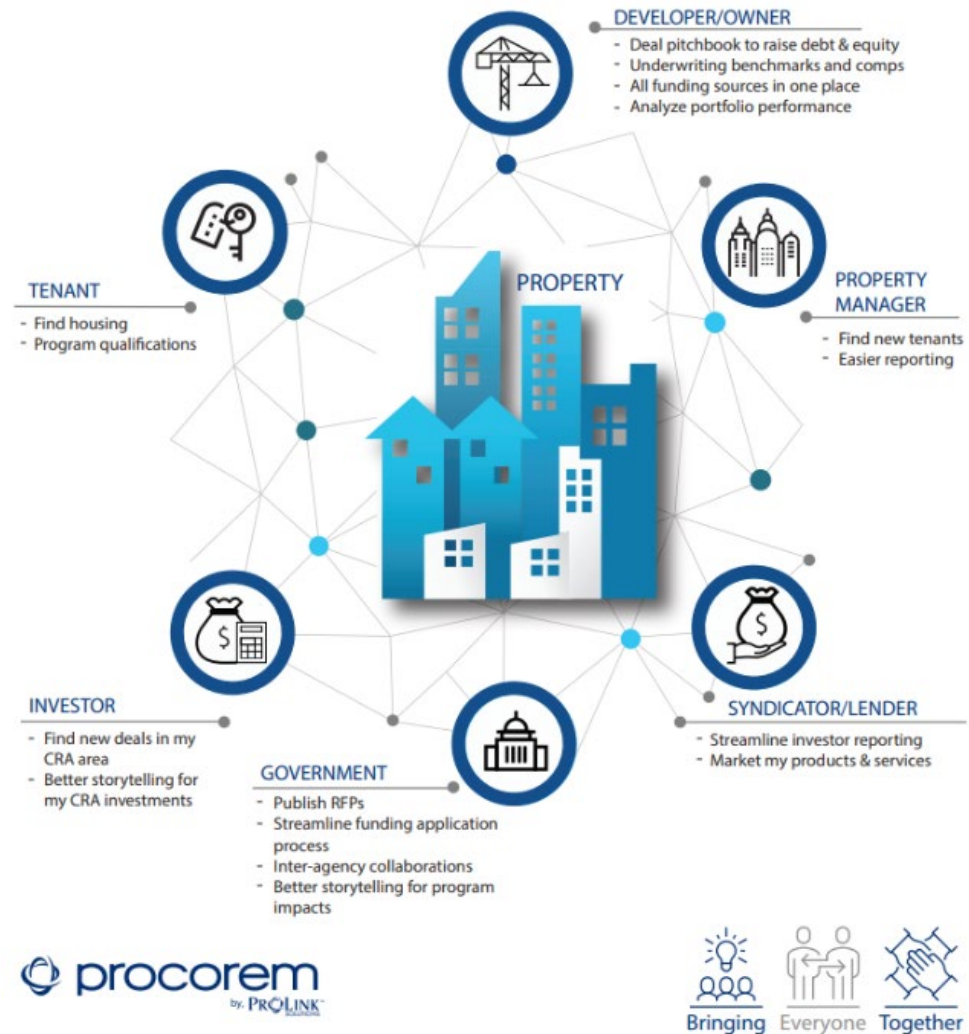 DEVELOPER/OWNER
- Deal pitchbook to raise debt & equity
- Underwriting benchmarks and comps
- All funding sources in one place
- Analyze portfolio performance
TENANT
- Find housing
- Program qualifications
PROPERTY
PROPERTY
MANAGER
- Find new tenants
- Easier reporting
INVESTOR
- Find new deals in my
CRA area
- Better storytelling for
my CRA investments
GOVERNMENT
- Publish RFPs
- Streamline funding application
process
- Inter-agency collaborations
- Better storytelling for program
impacts
SYNDICATOR/LENDER
- Streamline investor reporting
- Market my products & services
$
$
procorem
by. PROLINK
SOLUTIONS
Bringing Everyone Together